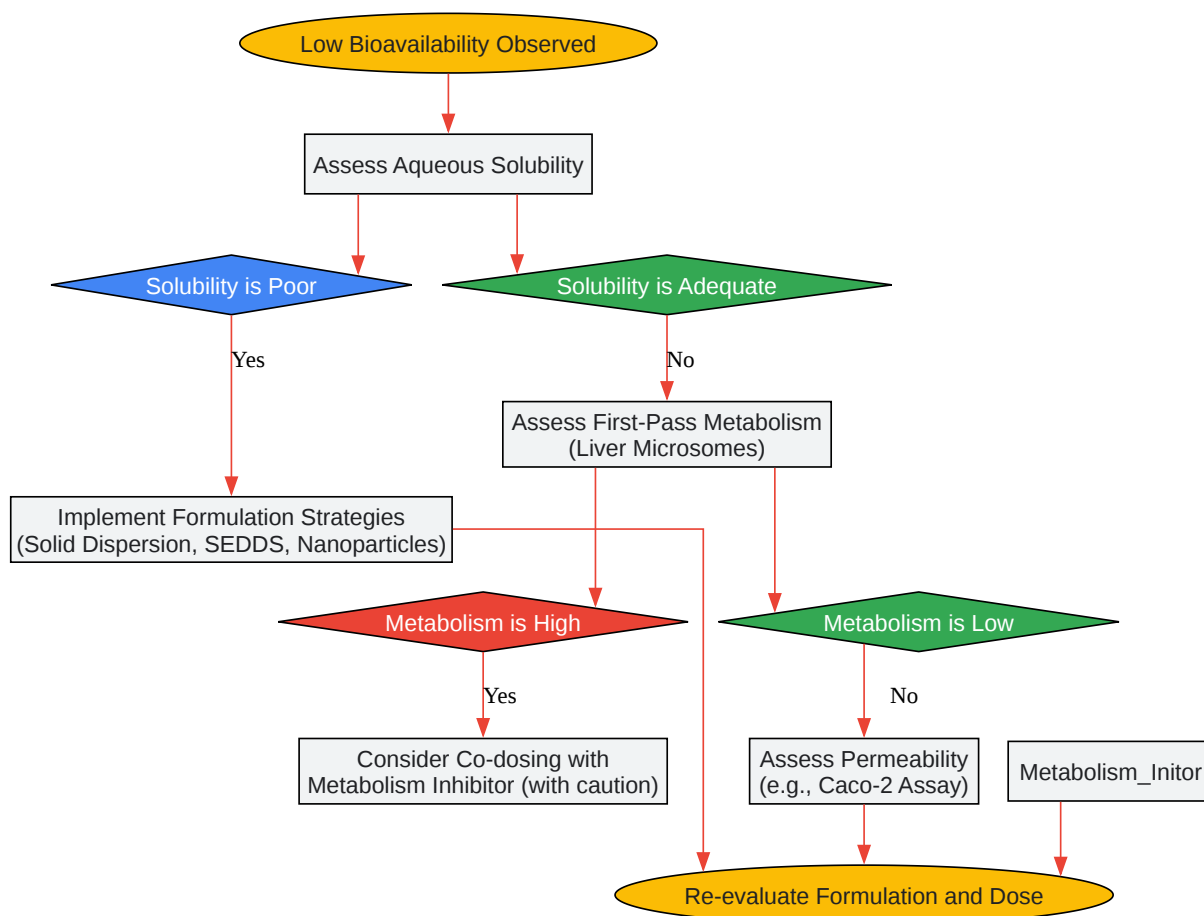 Low Bioavailability Observed
Assess Aqueous Solubility
Solubility is Poor
Solubility is Adequate
Yes
No
Assess First-Pass Metabolism
(Liver Microsomes)
Implement Formulation Strategies
(Solid Dispersion, SEDDS, Nanoparticles)
Metabolism is High
Metabolism is Low
Yes
No
Consider Co-dosing with
Metabolism Inhibitor (with caution)
Assess Permeability
(e.g., Caco-2 Assay)
Metabolism_Initor
Re-evaluate Formulation and Dose